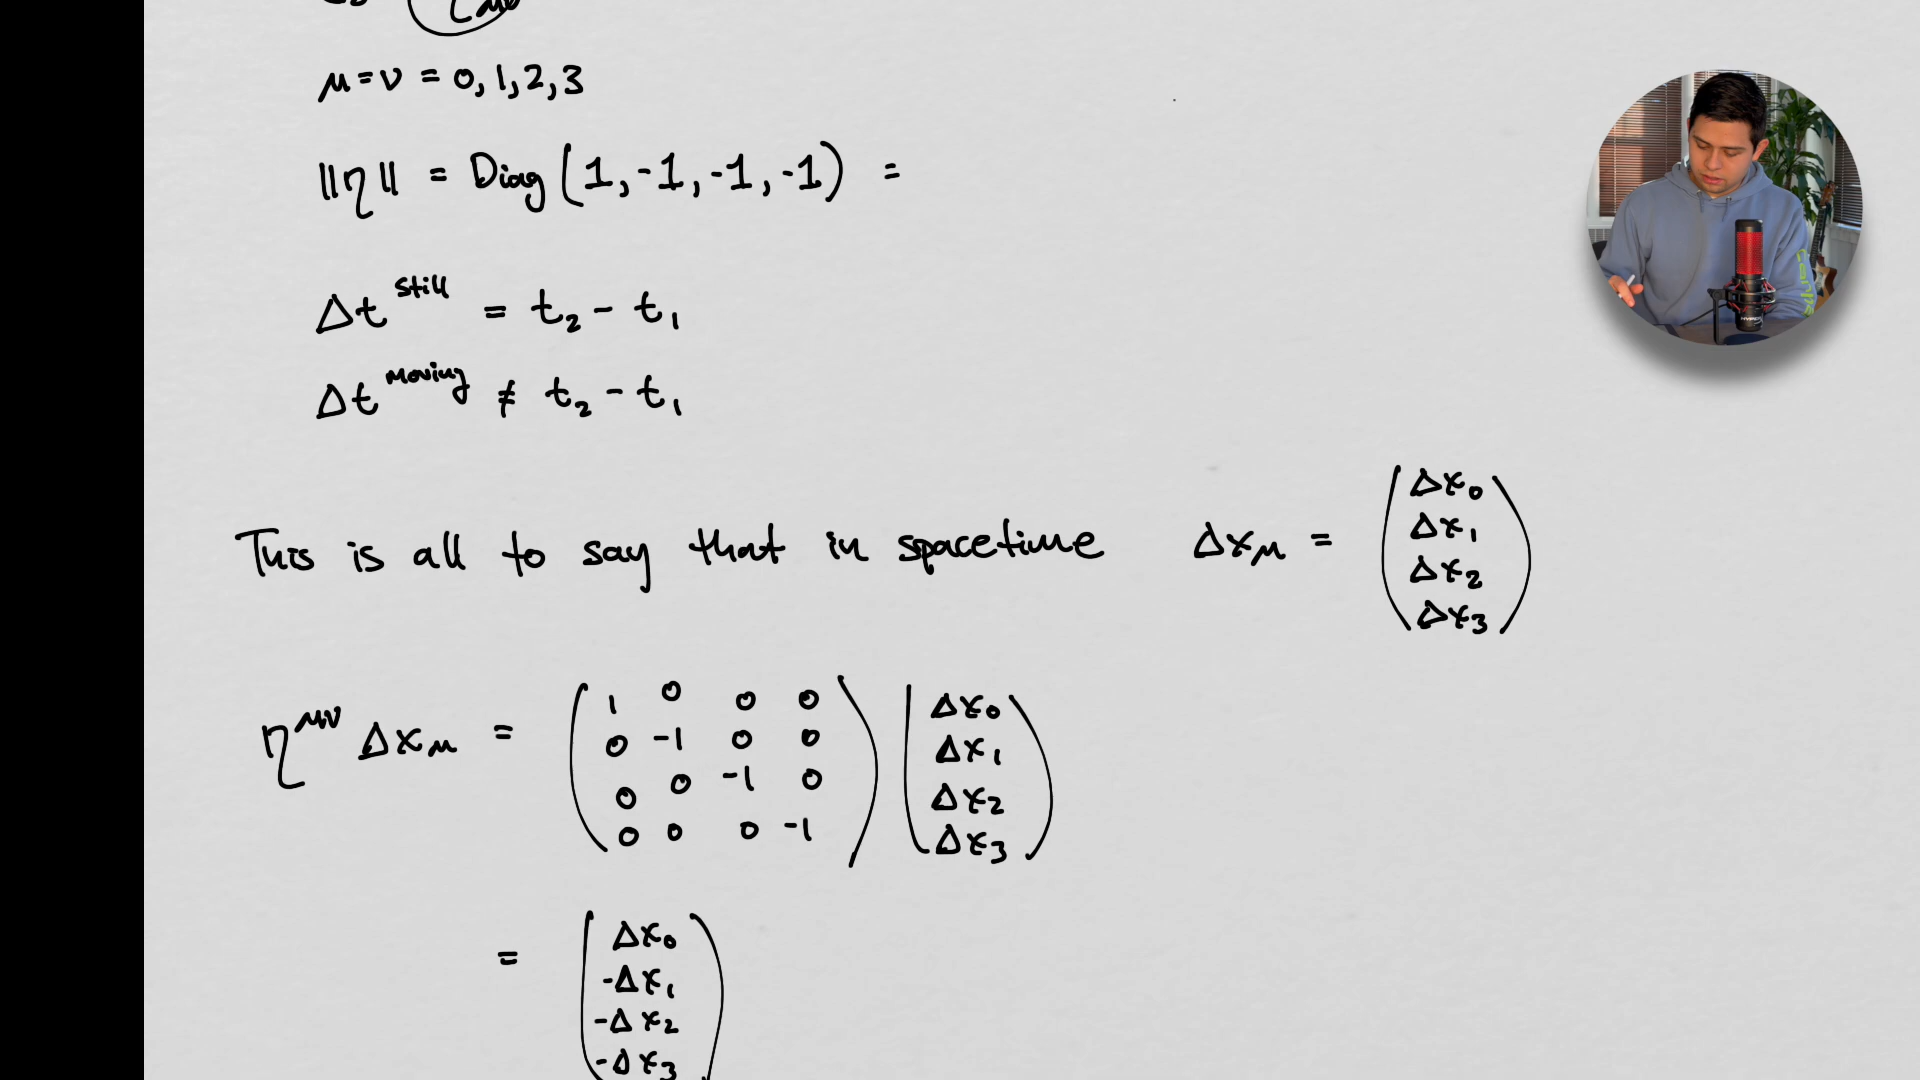 μ = ν = 0, 1, 2, 3
||η|| = Diag (1, -1, -1, -1) =
Δt^still = t₂ - t₁
Δt^moving ≠ t₂ - t₁
This is all to say that in spacetime Δx_μ = (Δx₀
Δx₁
Δx₂
Δx₃)
η^μν Δx_μ = (1 0 0 0 (Δx₀
0 -1 0 0 Δx₁
0 0 -1 0 Δx₂
0 0 0 -1) Δx₃)
= (Δx₀
-Δx₁
-Δx₂
-Δx₃)